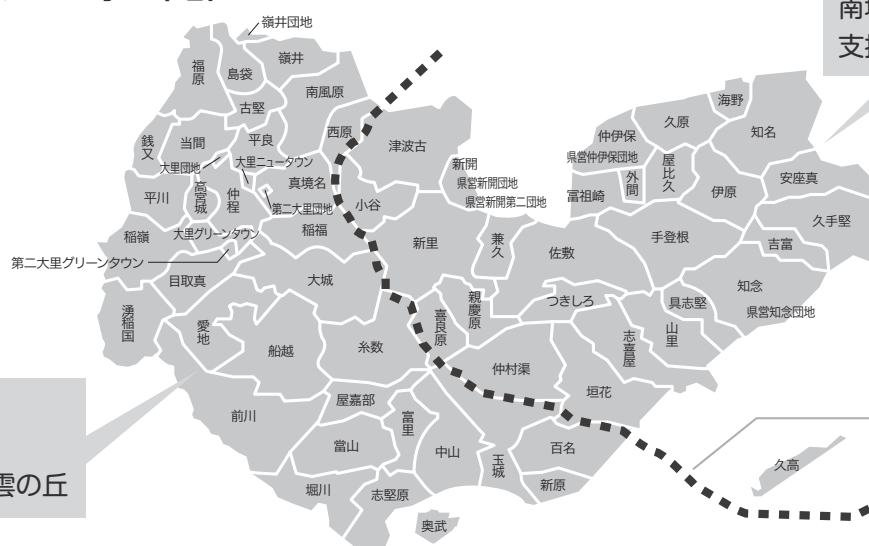 嶺井団地
嶺井
福原
島袋
南風原
古堅
海野
久原
知名
西原
津波古
仲伊保
銭又
当間
平良
県営仲伊保団地
大里団地
大里ニュータウン
新開
屋比久
安座真
県営新開団地
外間
平川
高宮城
仲程
真境名
伊原
富祖崎
県営新開第二団地
小谷
第二大里団地
久手堅
稲嶺
大里グリーンタウン
稲福
新里
兼久
佐敷
手登根
吉富
第二大里グリーンタウン
目取真
大城
知念
つきしろ
具志堅
県営知念団地
湧稲国
愛地
喜良原
親慶原
志喜屋
山里
船越
糸数
仲村渠
垣花
屋嘉部
前川
富里
當山
中山
玉城
百名
久高
雲の丘
堀川
志堅原
新原
奥武